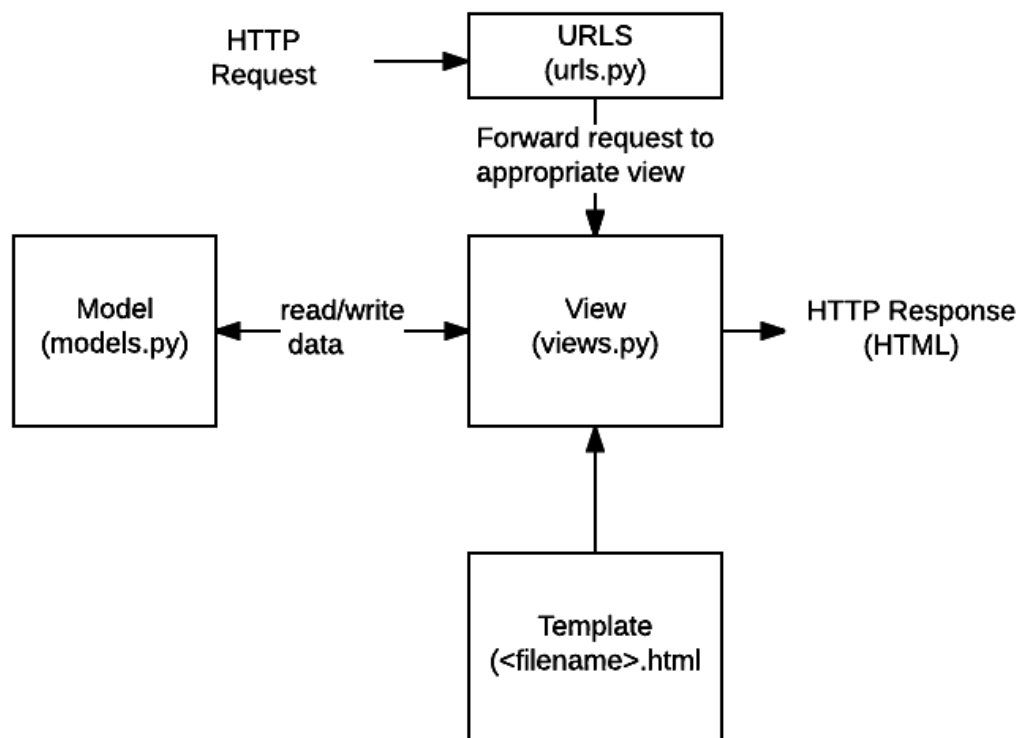 HTTP
Request
URLS
(urls.py)
Forward request to
appropriate view
Model
(models.py)
read/write
data
View
(views.py)
HTTP Response
(HTML)
Template
(<filename>.html